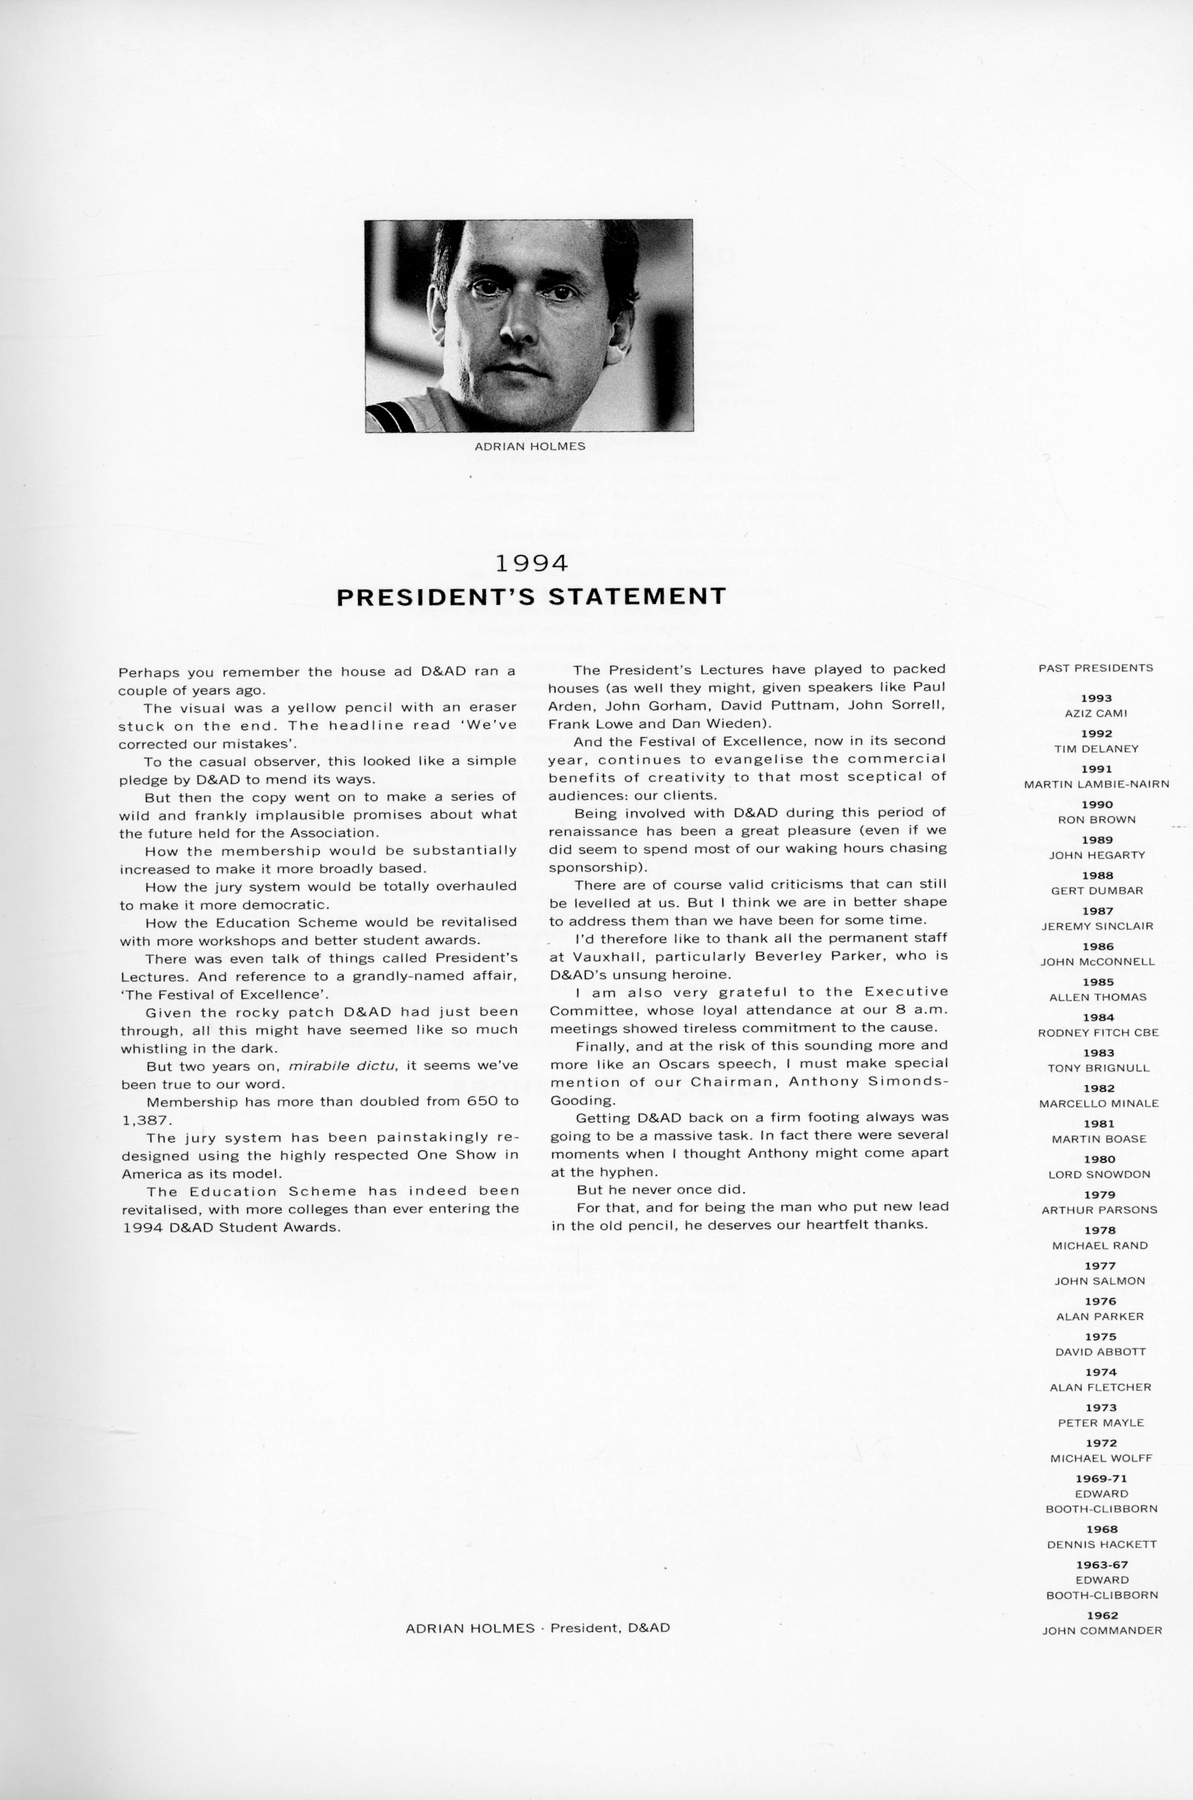 ADRIAN HOLMES
1994
PRESIDENT'S STATEMENT
Perhaps you remember the house ad D&AD ran a
couple of years ago.
The visual was a yellow pencil with an eraser
stuck on the end. The headline read ‘We’ve
corrected our mistakes’.
To the casual observer, this looked like a simple
pledge by D&AD to mend its ways.
But then the copy went on to make a series of
wild and frankly implausible promises about what
the future held for the Association.
How the membership would be substantially
increased to make it more broadly based.
How the jury system would be totally overhauled
to make it more democratic.
How the Education Scheme would be revitalised
with more workshops and better student awards.
There was even talk of things called President’s
Lectures. And reference to a grandly-named affair,
‘The Festival of Excellence’.
Given the rocky patch D&AD had just been
through, all this might have seemed like so much
whistling in the dark.
But two years on, mirabile dictu, it seems we’ve
been true to our word.
Membership has more than doubled from 650 to
1,387.
The jury system has been painstakingly re-
designed using the highly respected One Show in
America as its model.
The Education Scheme has indeed been
revitalised, with more colleges than ever entering the
1994 D&AD Student Awards.
The President’s Lectures have played to packed
houses (as well they might, given speakers like Paul
Arden, John Gorham, David Puttnam, John Sorrell,
Frank Lowe and Dan Wieden).
And the Festival of Excellence, now in its second
year, continues to evangelise the commercial
benefits of creativity to that most sceptical of
audiences: our clients.
Being involved with D&AD during this period of
renaissance has been a great pleasure (even if we
did seem to spend most of our waking hours chasing
sponsorship).
There are of course valid criticisms that can still
be levelled at us. But I think we are in better shape
to address them than we have been for some time.
I’d therefore like to thank all the permanent staff
at Vauxhall, particularly Beverley Parker, who is
D&AD’s unsung heroine.
I am also very grateful to the Executive
Committee, whose loyal attendance at our 8 a.m.
meetings showed tireless commitment to the cause.
Finally, and at the risk of this sounding more and
more like an Oscars speech, I must make special
mention of our Chairman, Anthony Simonds-
Gooding.
Getting D&AD back on a firm footing always was
going to be a massive task. In fact there were several
moments when I thought Anthony might come apart
at the hyphen.
But he never once did.
For that, and for being the man who put new lead
in the old pencil, he deserves our heartfelt thanks.
ADRIAN HOLMES · President, D&AD
PAST PRESIDENTS
1993
AZIZ CAMI
1992
TIM DELANEY
1991
MARTIN LAMBIE-NAIRN
1990
RON BROWN
1989
JOHN HEGARTY
1988
GERT DUMBAR
1987
JEREMY SINCLAIR
1986
JOHN McCONNELL
1985
ALLEN THOMAS
1984
RODNEY FITCH CBE
1983
TONY BRIGNULL
1982
MARCELLO MINALE
1981
MARTIN BOASE
1980
LORD SNOWDON
1979
ARTHUR PARSONS
1978
MICHAEL RAND
1977
JOHN SALMON
1976
ALAN PARKER
1975
DAVID ABBOTT
1974
ALAN FLETCHER
1973
PETER MAYLE
1972
MICHAEL WOLFF
1969-71
EDWARD
BOOTH-CLIBBORN
1968
DENNIS HACKETT
1963-67
EDWARD
BOOTH-CLIBBORN
1962
JOHN COMMANDER